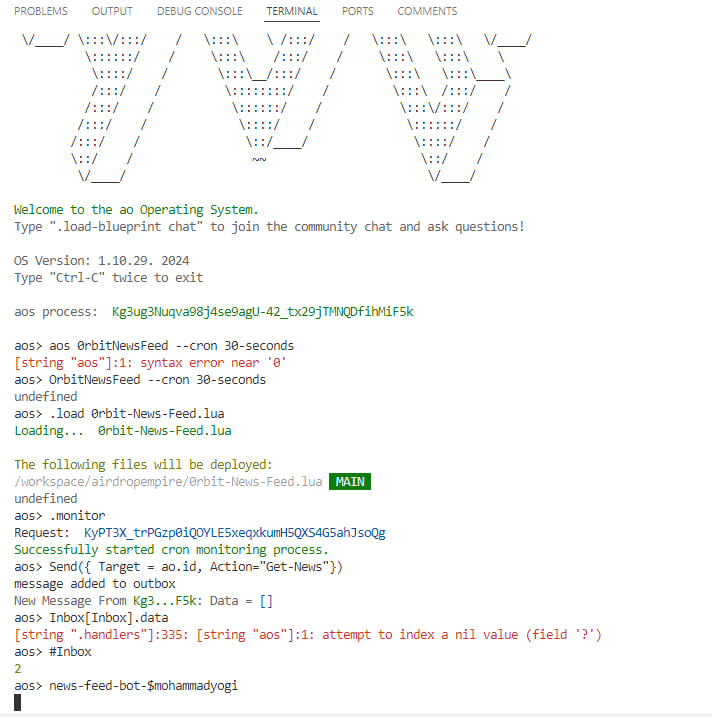 PROBLEMS OUTPUT DEBUG CONSOLE TERMINAL PORTS COMMENTS
Welcome to the ao Operating System.
Type ".load-blueprint chat" to join the community chat and ask questions!
OS Version: 1.10.29. 2024
Type "Ctrl-C" twice to exit
aos process:  Kg3ug3Nuqva98j4se9agU-42_tx29jTMNQDfihMiF5k
aos> aos 0rbitNewsFeed --cron 30-seconds
[string "aos"]:1: syntax error near '0'
aos> OrbitNewsFeed --cron 30-seconds
undefined
aos> .load 0rbit-News-Feed.lua
Loading...  0rbit-News-Feed.lua
The following files will be deployed:
/workspace/airdropempire/0rbit-News-Feed.lua  MAIN
undefined
aos> .monitor
Request:  KyPT3X_trPGzp0iQOYLE5xeqxkumH5QXS4G5ahJsoQg
Successfully started cron monitoring process.
aos> Send({ Target = ao.id, Action="Get-News"})
message added to outbox
New Message From Kg3...F5k: Data = []
aos> Inbox[Inbox].data
[string ".handlers"]:335: [string "aos"]:1: attempt to index a nil value (field '?')
aos> #Inbox
2
aos> news-feed-bot-$mohammadyogi